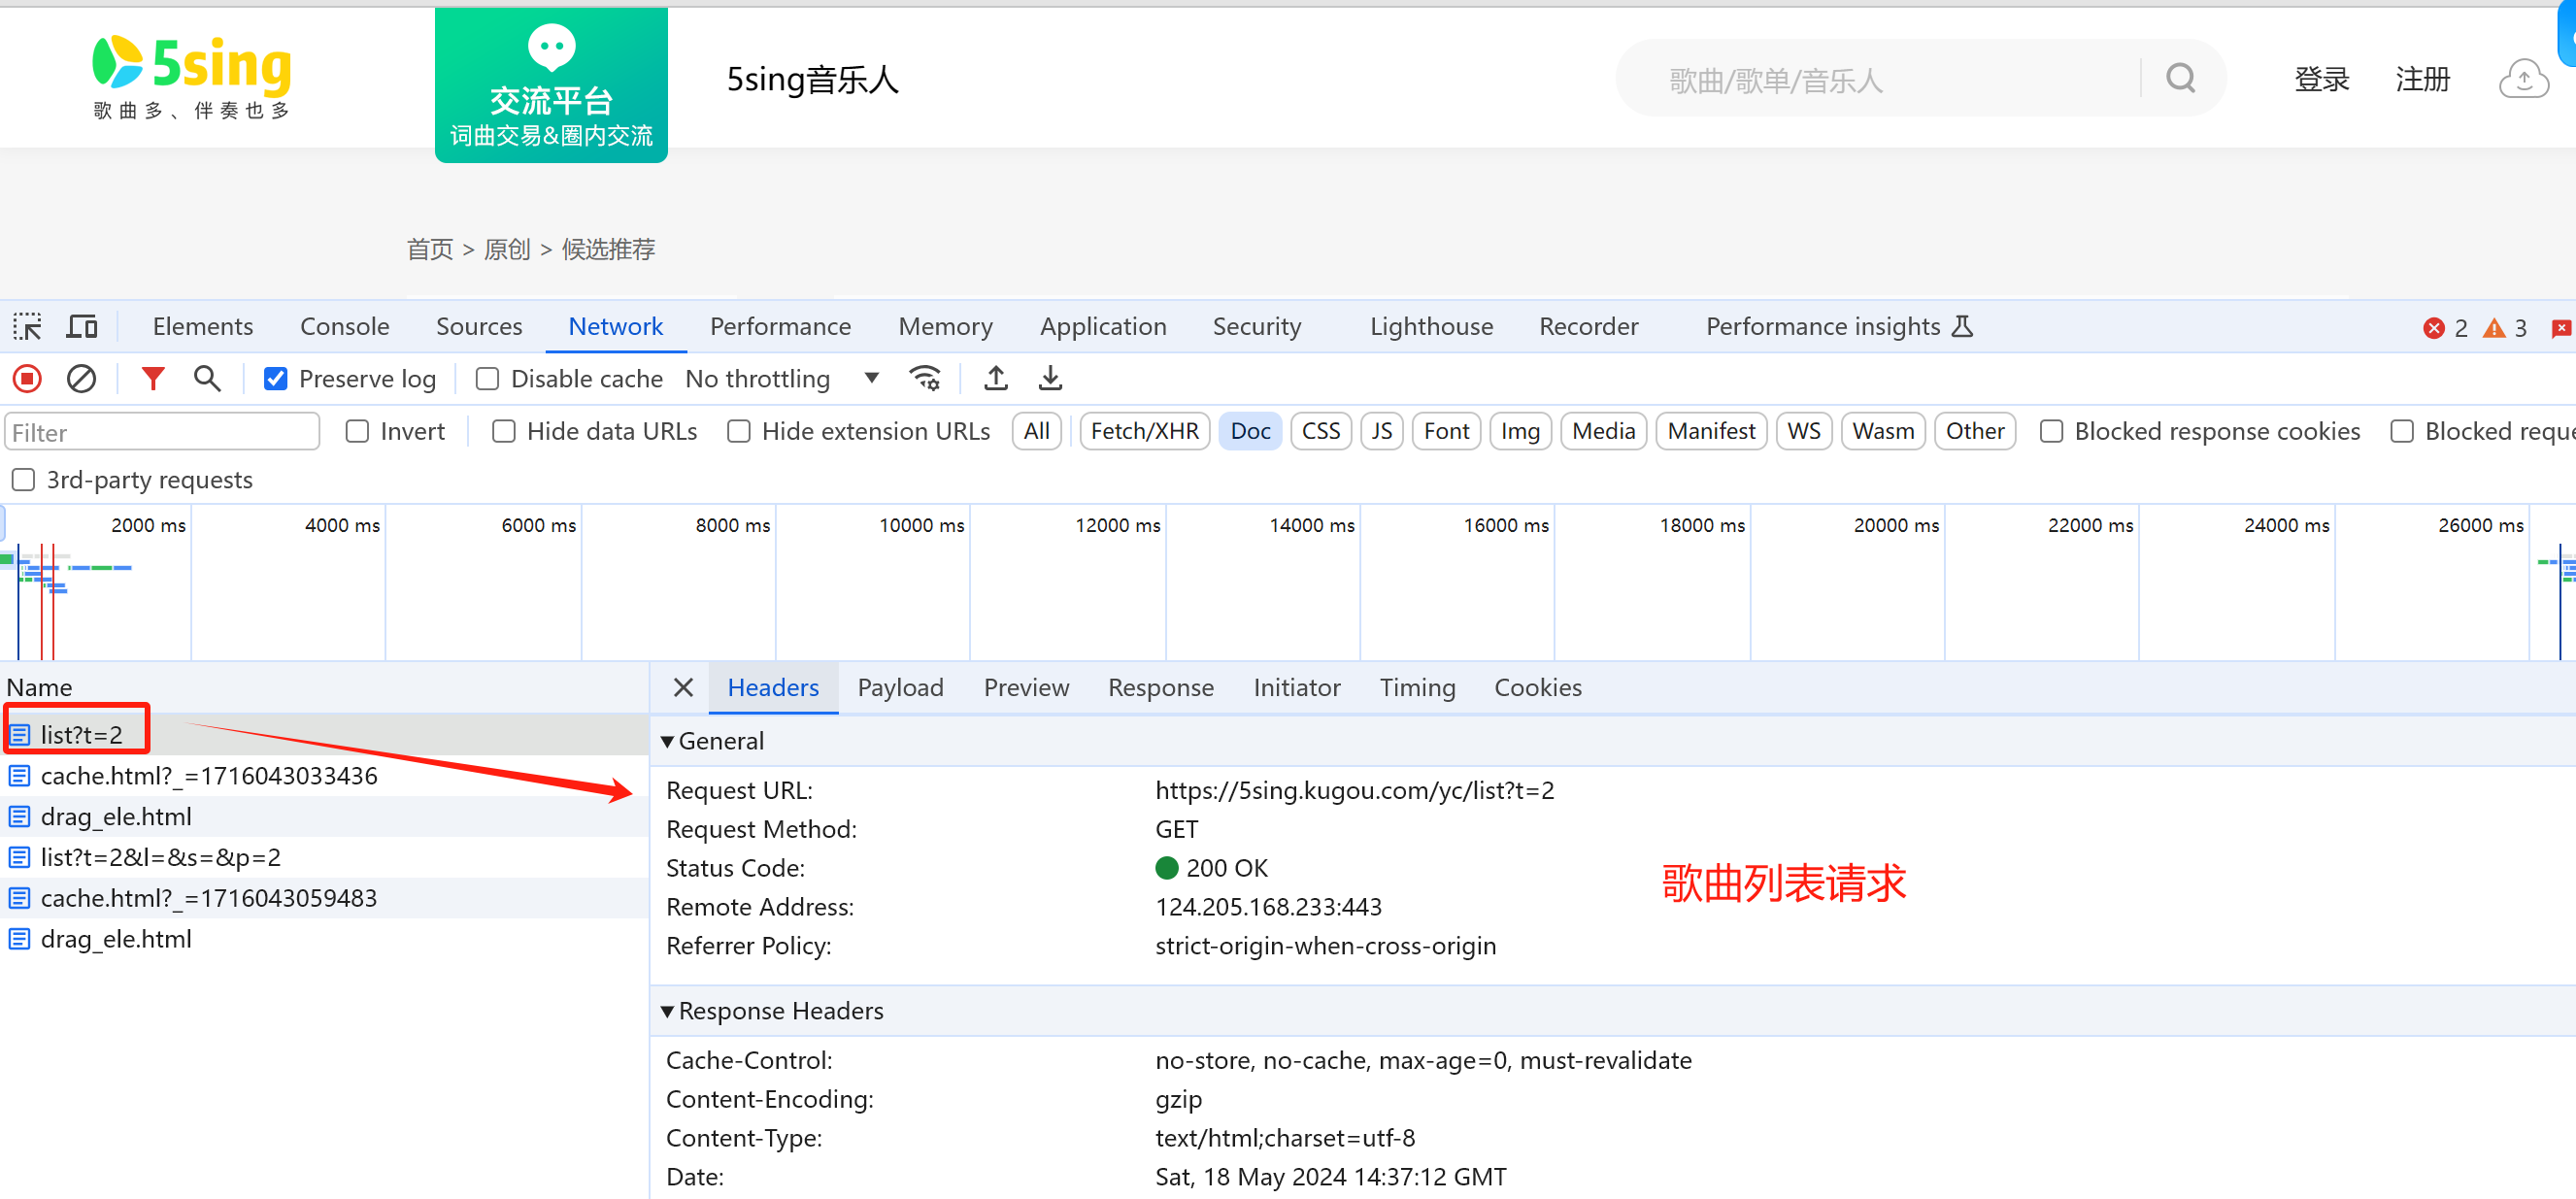 5sing
歌曲多、伴奏也多
交流平台
词曲交易&圈内交流
5sing音乐人
歌曲/歌单/音乐人
登录
注册
首页 > 原创 > 候选推荐
Elements Console Sources Network Performance Memory Application Security Lighthouse Recorder Performance insights 2 3
Preserve log Disable cache No throttling
Filter Invert Hide data URLs Hide extension URLs All Fetch/XHR Doc CSS JS Font Img Media Manifest WS Wasm Other Blocked response cookies Blocked reque
3rd-party requests
2000 ms 4000 ms 6000 ms 8000 ms 10000 ms 12000 ms 14000 ms 16000 ms 18000 ms 20000 ms 22000 ms 24000 ms 26000 ms
Name
list?t=2
cache.html?_=1716043033436
drag_ele.html
list?t=2&l=&s=&p=2
cache.html?_=1716043059483
drag_ele.html
Headers Payload Preview Response Initiator Timing Cookies
General
Request URL: https://5sing.kugou.com/yc/list?t=2
Request Method: GET
Status Code: 200 OK
歌曲列表请求
Remote Address: 124.205.168.233:443
Referrer Policy: strict-origin-when-cross-origin
Response Headers
Cache-Control: no-store, no-cache, max-age=0, must-revalidate
Content-Encoding: gzip
Content-Type: text/html;charset=utf-8
Date: Sat, 18 May 2024 14:37:12 GMT